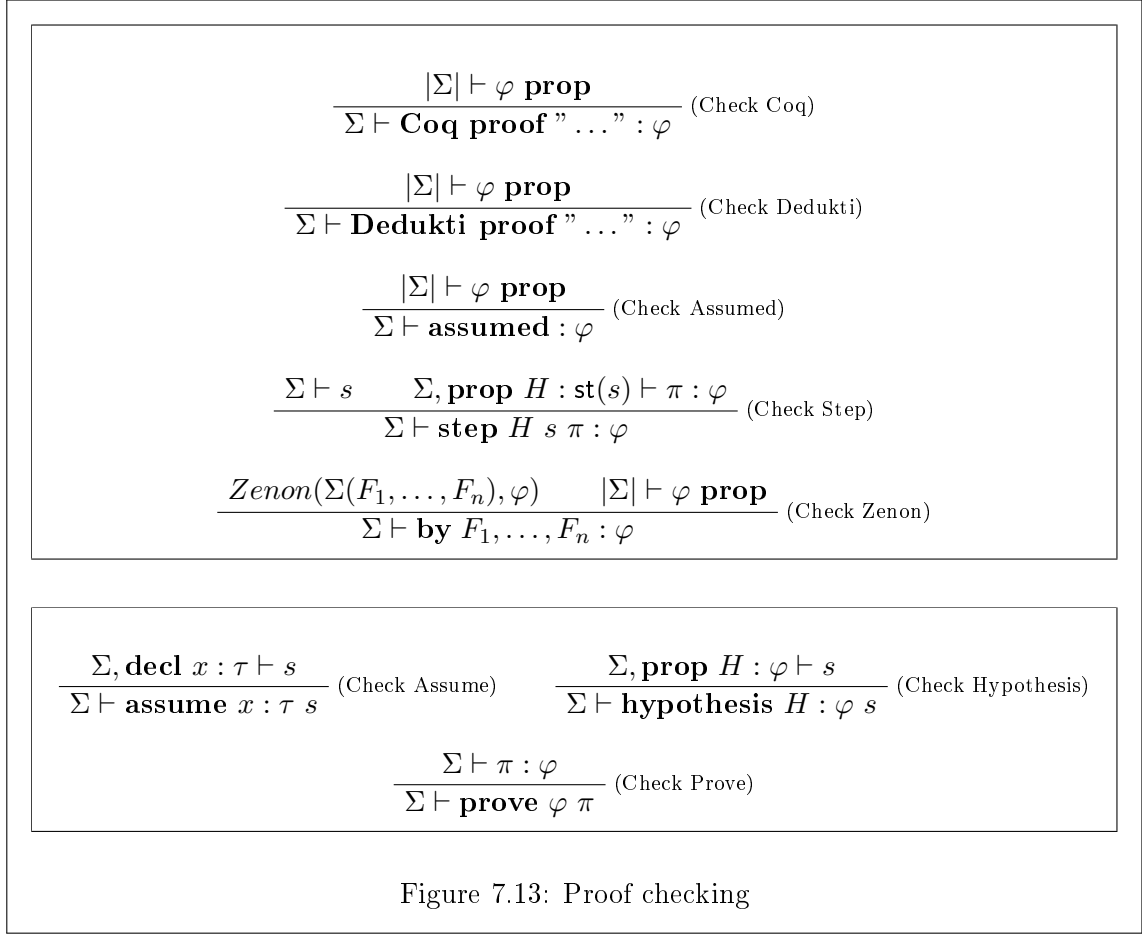 |Σ| ⊢ φ prop
(Check Coq)
Σ ⊢ Coq proof ” … ” : φ
|Σ| ⊢ φ prop
(Check Dedukti)
Σ ⊢ Dedukti proof ” … ” : φ
|Σ| ⊢ φ prop
(Check Assumed)
Σ ⊢ assumed : φ
Σ ⊢ s Σ, prop H : st(s) ⊢ π : φ
(Check Step)
Σ ⊢ step H s π : φ
Zenon(Σ(F₁, … , Fₙ), φ) |Σ| ⊢ φ prop
(Check Zenon)
Σ ⊢ by F₁, … , Fₙ : φ
Σ, decl x : τ ⊢ s
(Check Assume)
Σ ⊢ assume x : τ s
Σ, prop H : φ ⊢ s
(Check Hypothesis)
Σ ⊢ hypothesis H : φ s
Σ ⊢ π : φ
(Check Prove)
Σ ⊢ prove φ π
Figure 7.13: Proof checking